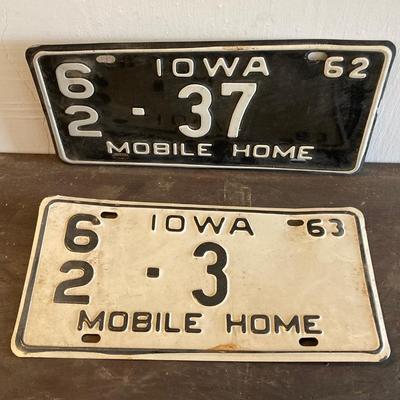 IOWA 62
62 - 37
MOBILE HOME
IOWA 63
62 - 3
MOBILE HOME